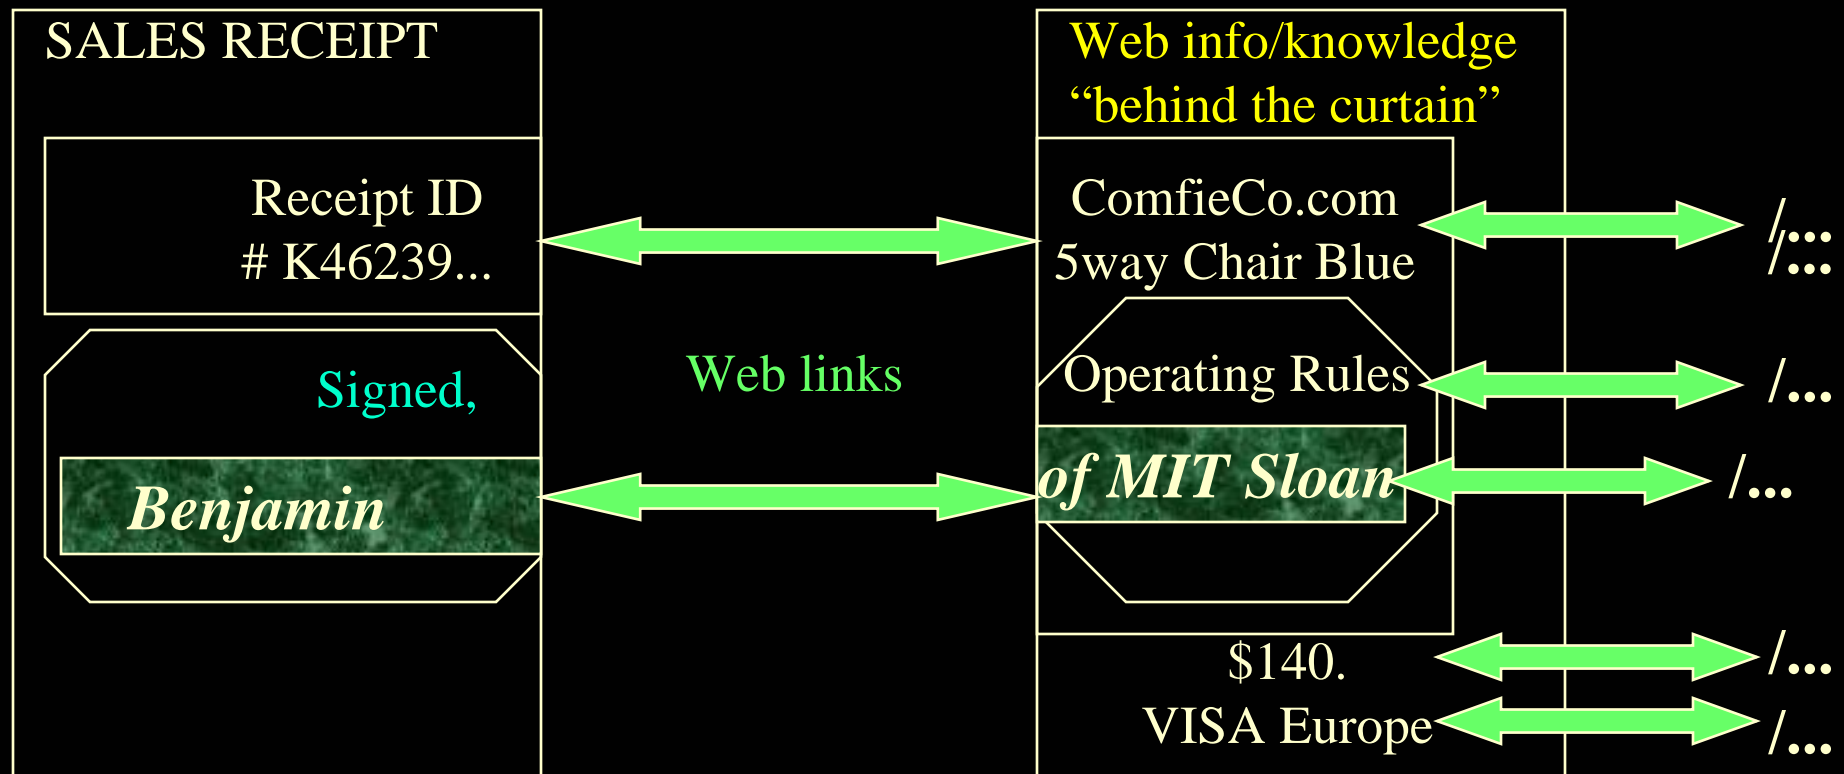 SALES RECEIPT
Receipt ID
# K46239...
Signed,
Benjamin
Web links
Web info/knowledge
“behind the curtain”
ComfieCo.com
5way Chair Blue
Operating Rules
of MIT Sloan
$140.
VISA Europe
/...
/...
/...
/...
/...
/...